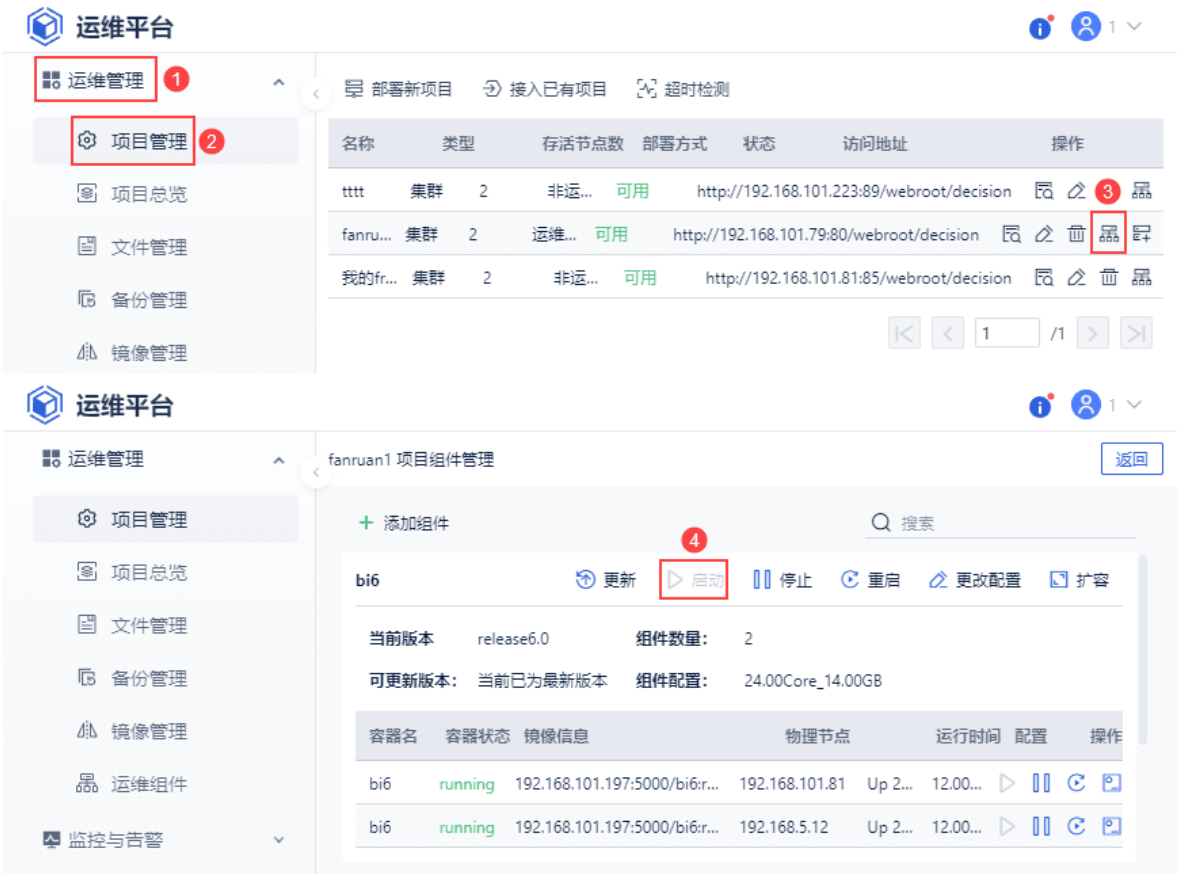 运维平台
1
运维管理 1
项目管理 2
项目总览
文件管理
备份管理
镜像管理
部署新项目 接入已有项目 超时检测
名称 类型 存活节点数 部署方式 状态 访问地址 操作
tttt 集群 2 非运... 可用 http://192.168.101.223:89/webroot/decision 3
fanru... 集群 2 运维... 可用 http://192.168.101.79:80/webroot/decision
我的fr... 集群 2 非运... 可用 http://192.168.101.81:85/webroot/decision
1 /1
运维平台
1
运维管理
项目管理
项目总览
文件管理
备份管理
镜像管理
运维组件
监控与告警
fanruan1 项目组件管理 返回
添加组件 搜索
4
bi6 更新 启动 停止 重启 更改配置 扩容
当前版本 release6.0 组件数量： 2
可更新版本： 当前已为最新版本 组件配置： 24.00Core_14.00GB
容器名 容器状态 镜像信息 物理节点 运行时间 配置 操作
bi6 running 192.168.101.197:5000/bi6:r... 192.168.101.81 Up 2... 12.00...
bi6 running 192.168.101.197:5000/bi6:r... 192.168.5.12 Up 2... 12.00...